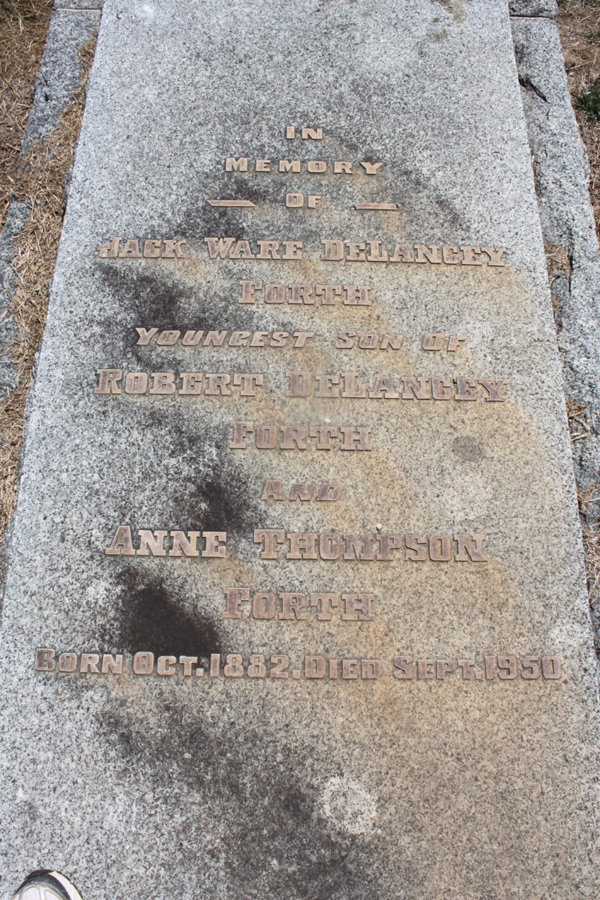 IN
MEMORY
OF
JACK WARE DELANCEY
FORTH
YOUNGEST SON OF
ROBERT DELANCEY
FORTH
AND
ANNE THOMPSON
FORTH
BORN OCT. 1882. DIED SEPT. 1950